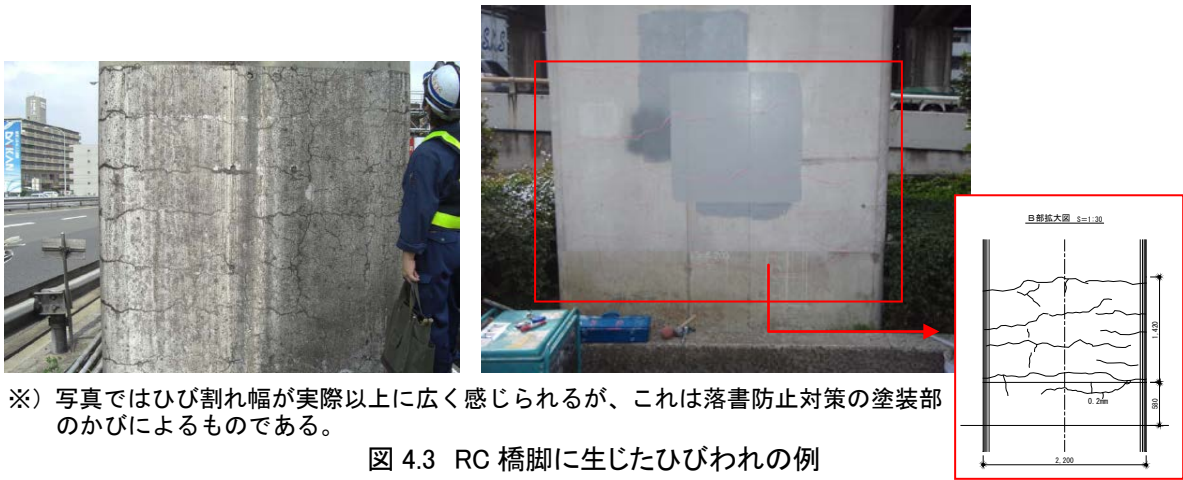 B部拡大図 S=1:30
1,420
0.2mm
580
2,200
※）写真ではひび割れ幅が実際以上に広く感じられるが、これは落書防止対策の塗装部
のかびによるものである。
図 4.3 RC 橋脚に生じたひびわれの例